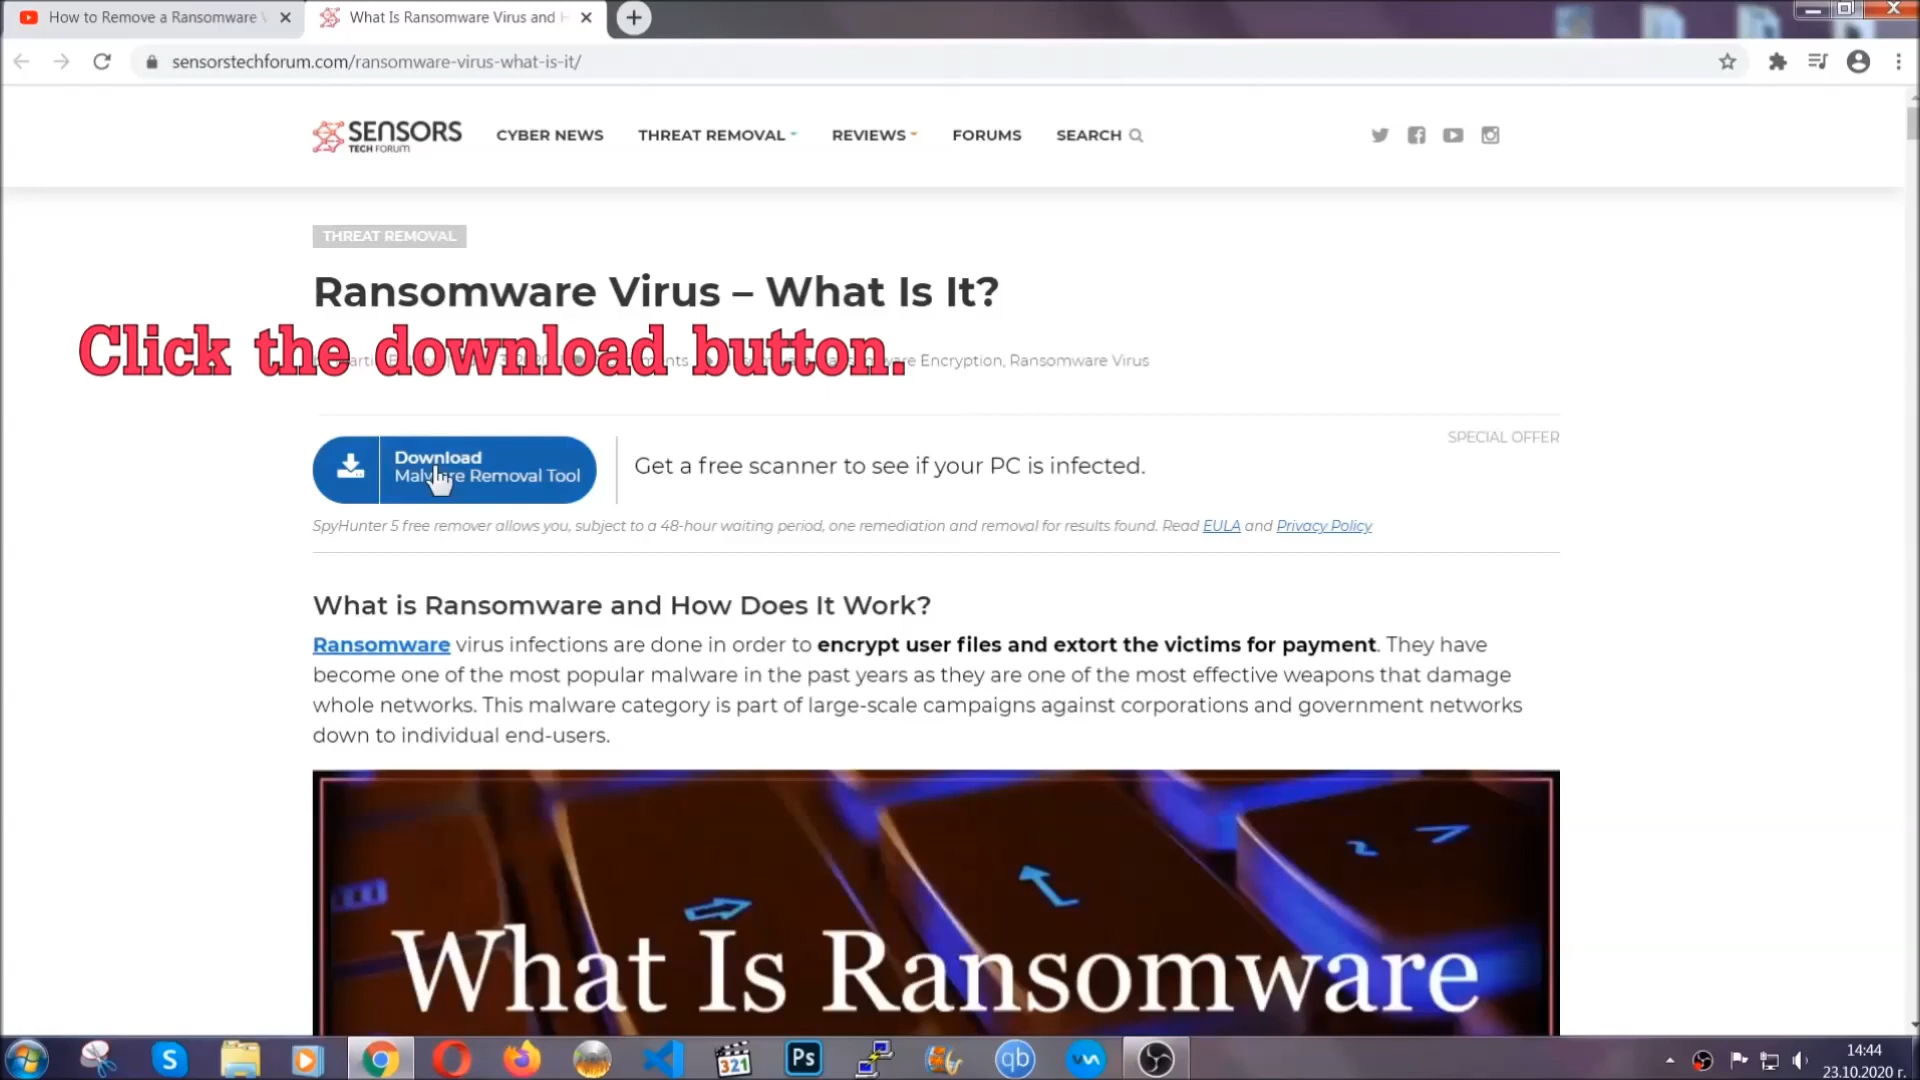 How to Remove a Ransomware V
What Is Ransomware Virus and H
sensorstechforum.com/ransomware-virus-what-is-it/
SENSORS
TECH FORUM
CYBER NEWS
THREAT REMOVAL
REVIEWS
FORUMS
SEARCH
THREAT REMOVAL
Ransomware Virus – What Is It?
Click the download button.
Encryption, Ransomware Virus
SPECIAL OFFER
Download
Malware Removal Tool
Get a free scanner to see if your PC is infected.
SpyHunter 5 free remover allows you, subject to a 48-hour waiting period, one remediation and removal for results found. Read EULA and Privacy Policy
What is Ransomware and How Does It Work?
Ransomware virus infections are done in order to encrypt user files and extort the victims for payment. They have
become one of the most popular malware in the past years as they are one of the most effective weapons that damage
whole networks. This malware category is part of large-scale campaigns against corporations and government networks
down to individual end-users.
What Is Ransomware
321
Ps
qb
14:44
23.10.2020 г.